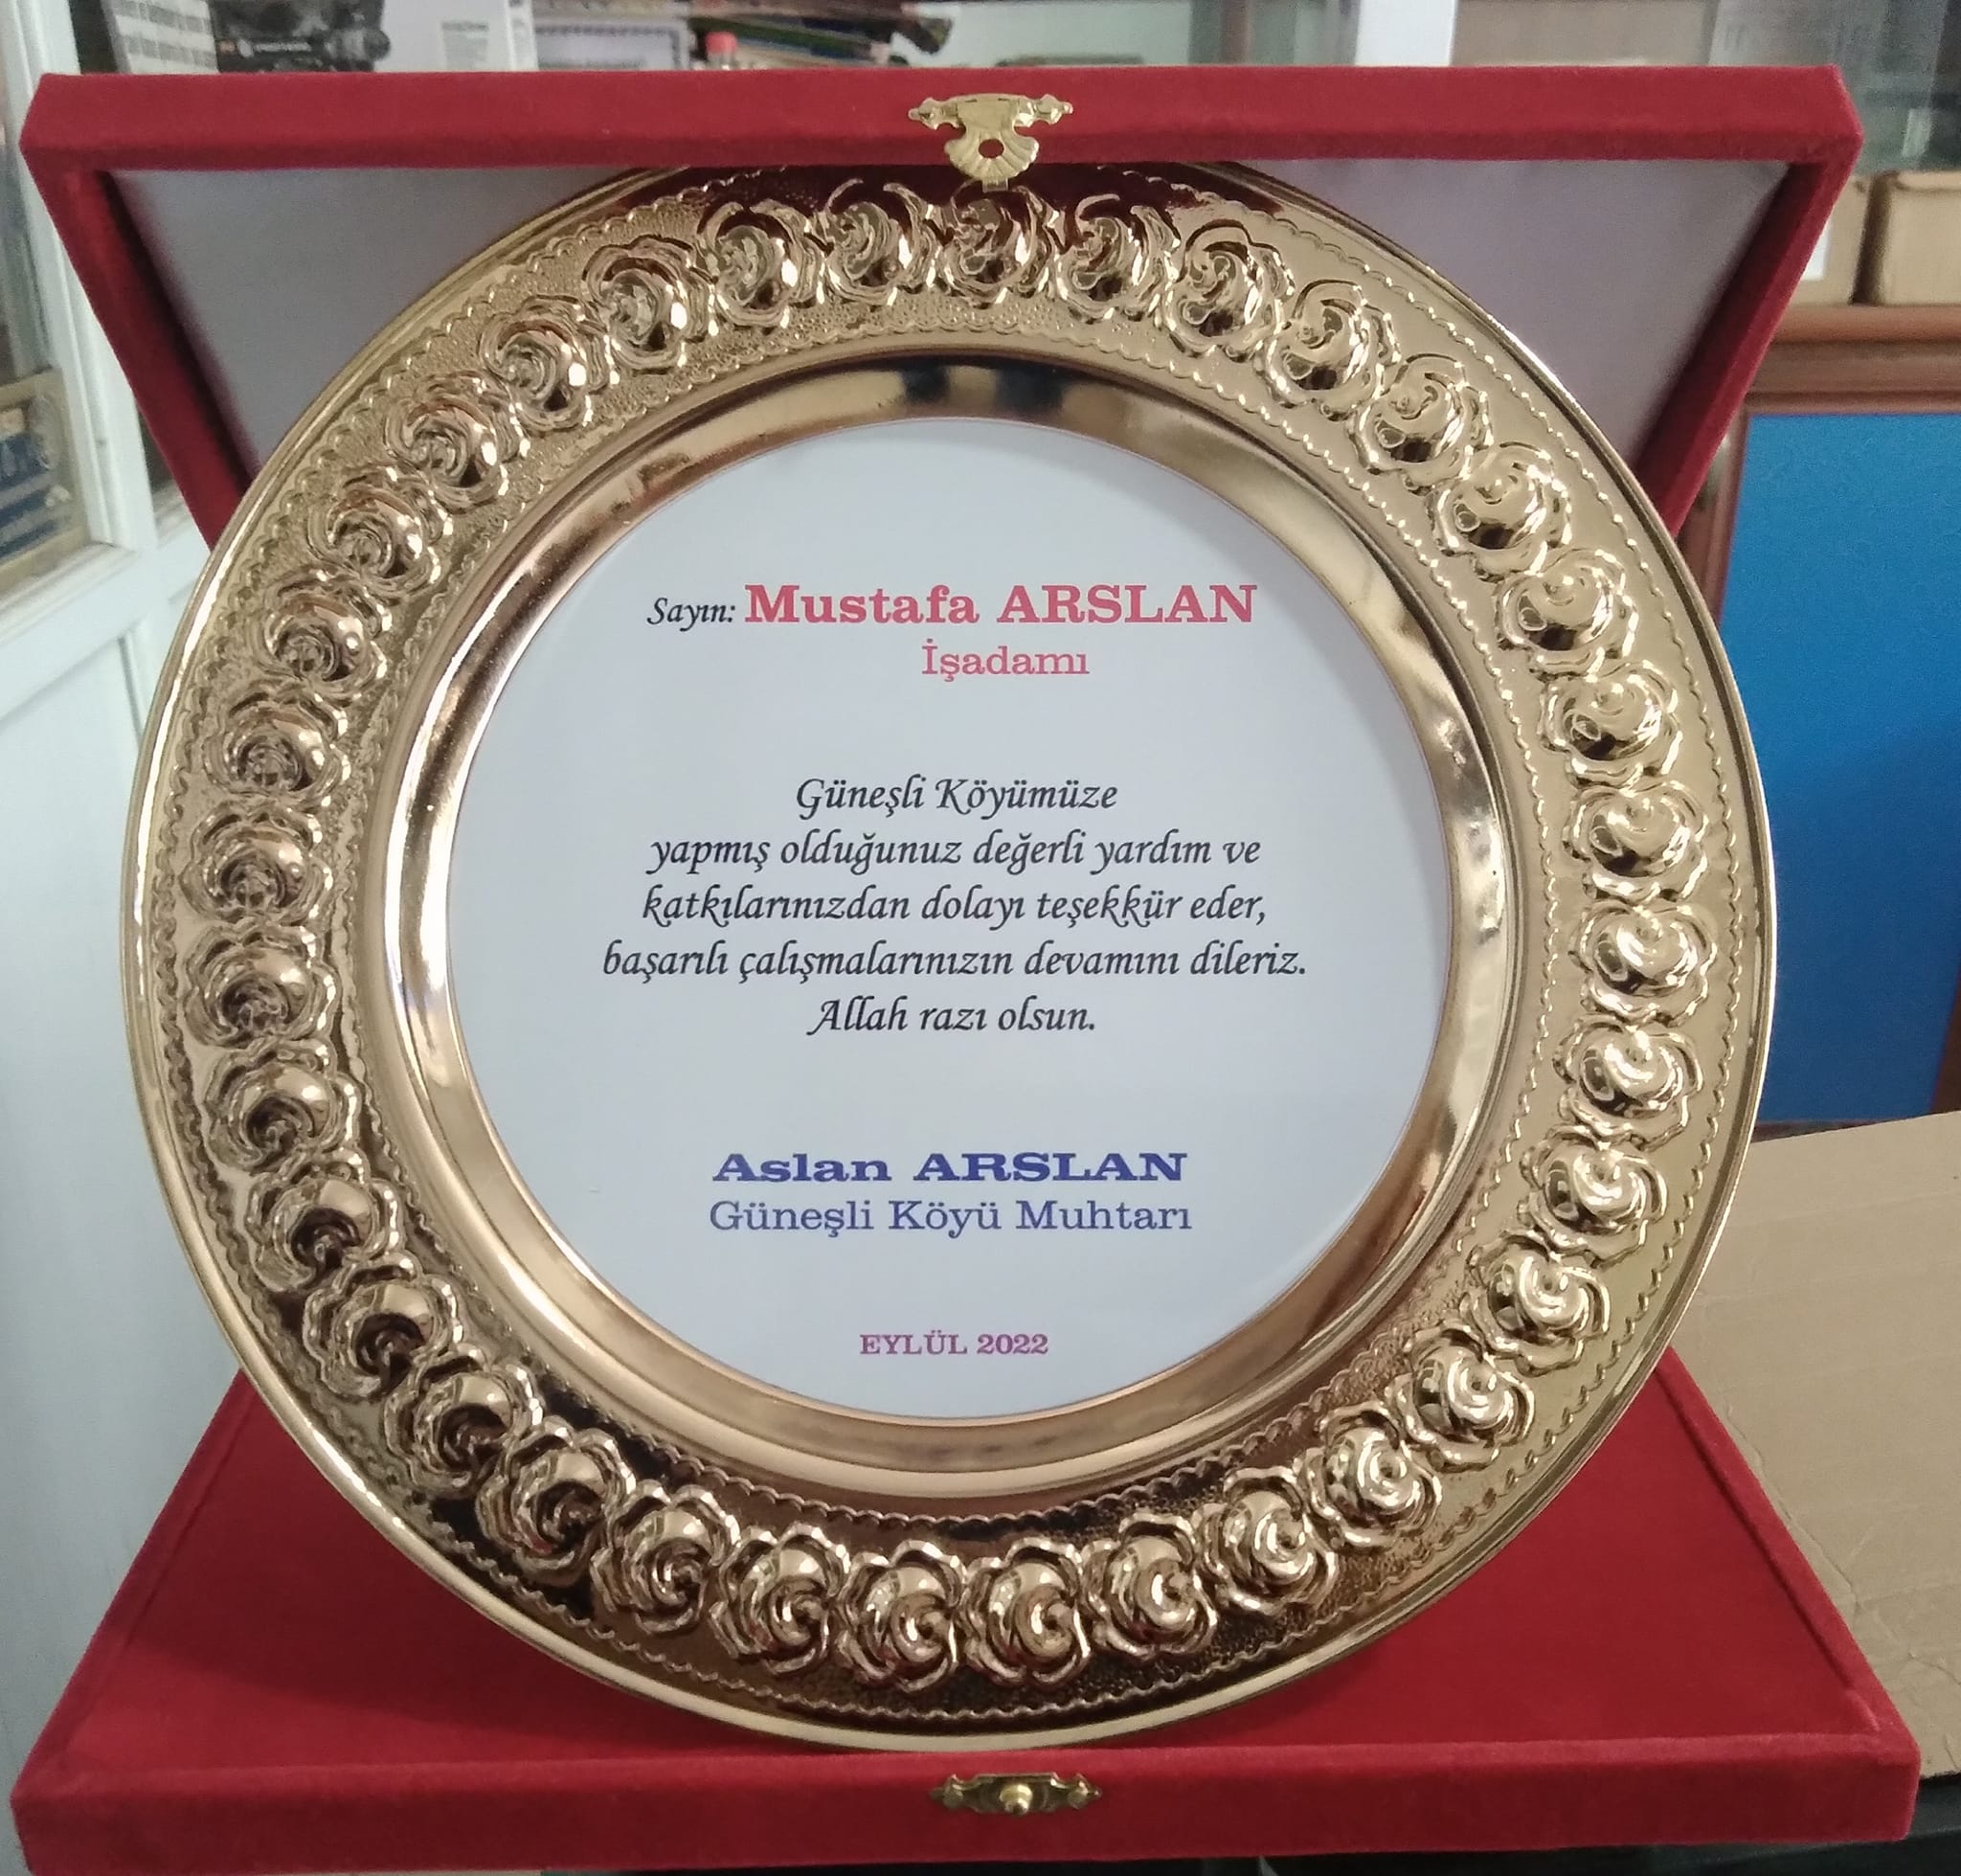 Sayın: Mustafa ARSLAN
İşadamı
Güneşli Köyümüze
yapmış olduğunuz değerli yardım ve
katkılarınızdan dolayı teşekkür eder,
başarılı çalışmalarınızın devamını dileriz.
Allah razı olsun.
Aslan ARSLAN
Güneşli Köyü Muhtarı
EYLÜL 2022